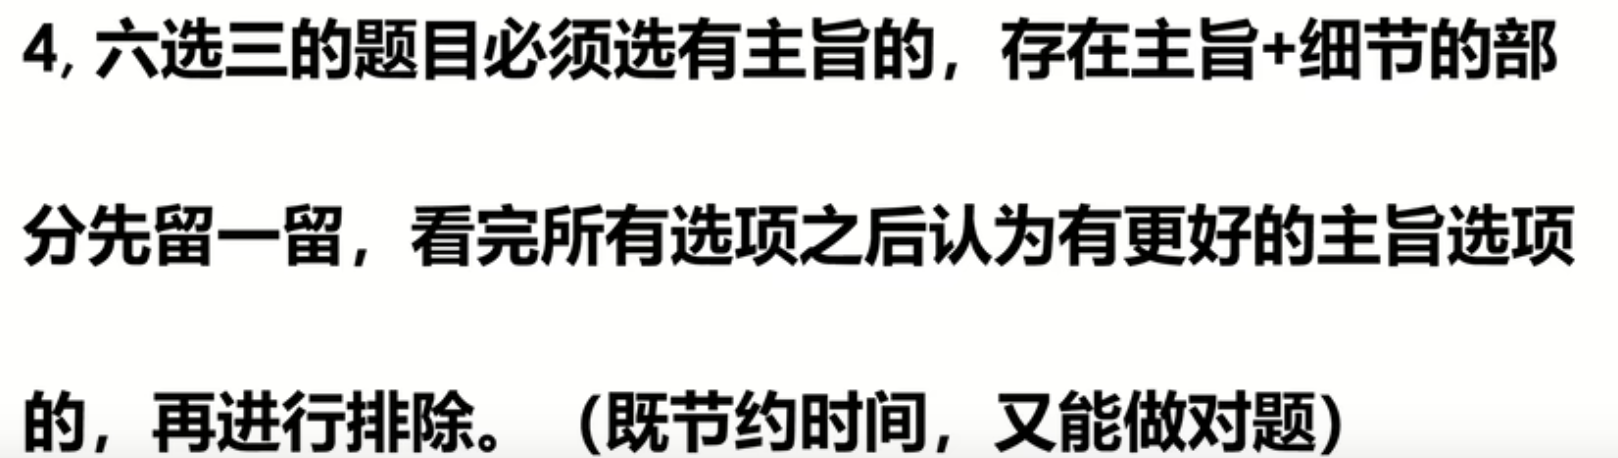 4, 六选三的题目必须选有主旨的，存在主旨+细节的部
分先留一留，看完所有选项之后认为有更好的主旨选项
的，再进行排除。（既节约时间，又能做对题）